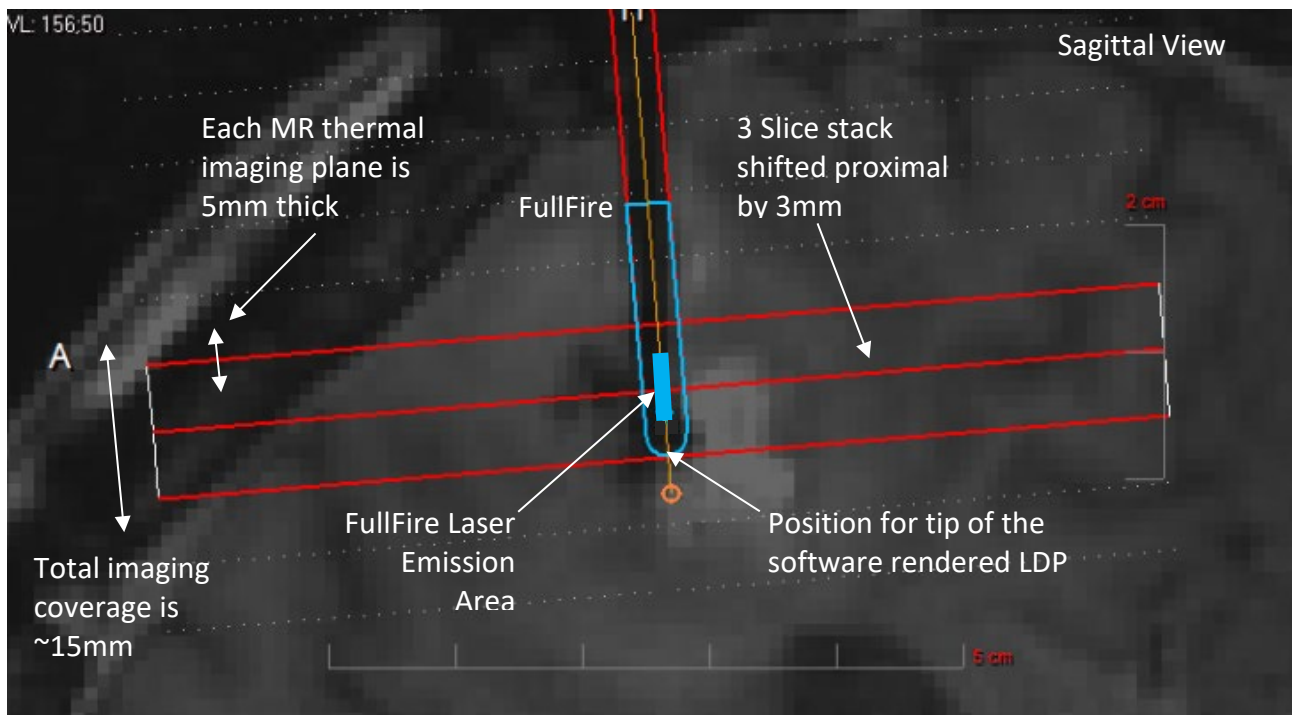 VL: 156;50
Sagittal View
Each MR thermal
imaging plane is
5mm thick
3 Slice stack
shifted proximal
by 3mm
FullFire
2 cm
A
FullFire Laser
Emission
Area
Position for tip of the
software rendered LDP
Total imaging
coverage is
~15mm
5 cm